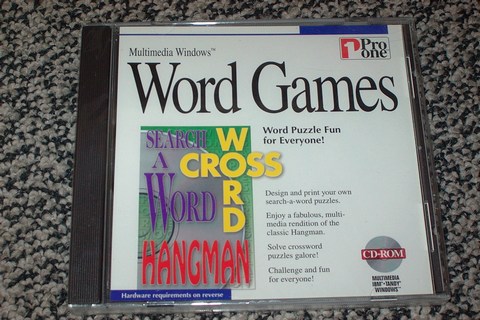 Multimedia Windows™
1 Pro
one
Word Games
Word Puzzle Fun
for Everyone!
SEARCH
A
WORD
WORD
CROSS
HANGMAN
Design and print your own
search-a-word puzzles.
Enjoy a fabulous, multi-
media rendition of the
classic Hangman.
Solve crossword
puzzles galore!
Challenge and fun
for everyone!
CD-ROM
MULTIMEDIA
IBM® • TANDY®
WINDOWS™
Hardware requirements on reverse